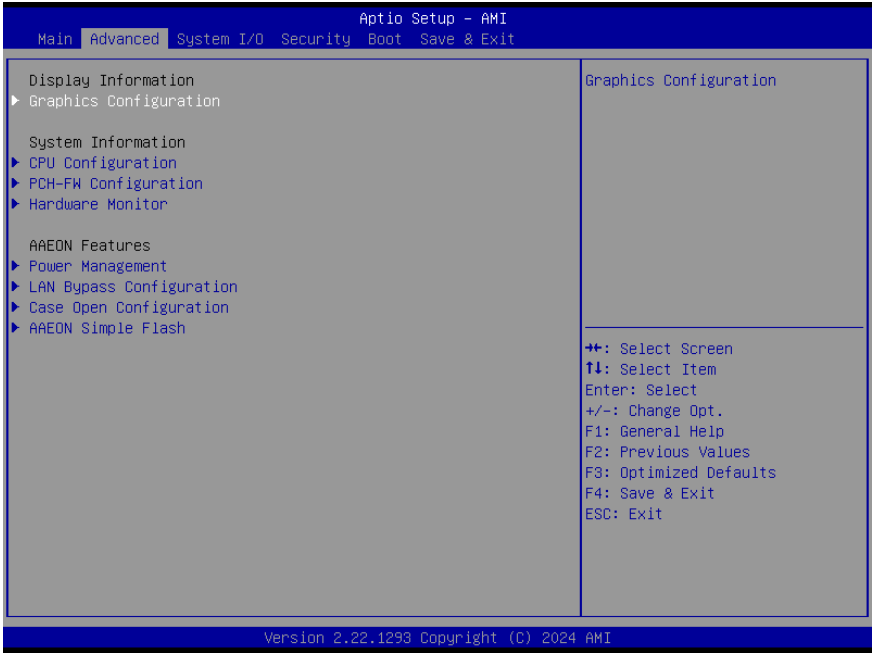 Aptio Setup - AMI
Main Advanced System I/O Security Boot Save & Exit
Display Information
Graphics Configuration
System Information
CPU Configuration
PCH-FW Configuration
Hardware Monitor
AAEON Features
Power Management
LAN Bypass Configuration
Case Open Configuration
AAEON Simple Flash
Graphics Configuration
→←: Select Screen
↑↓: Select Item
Enter: Select
+/-: Change Opt.
F1: General Help
F2: Previous Values
F3: Optimized Defaults
F4: Save & Exit
ESC: Exit
Version 2.22.1293 Copyright (C) 2024 AMI